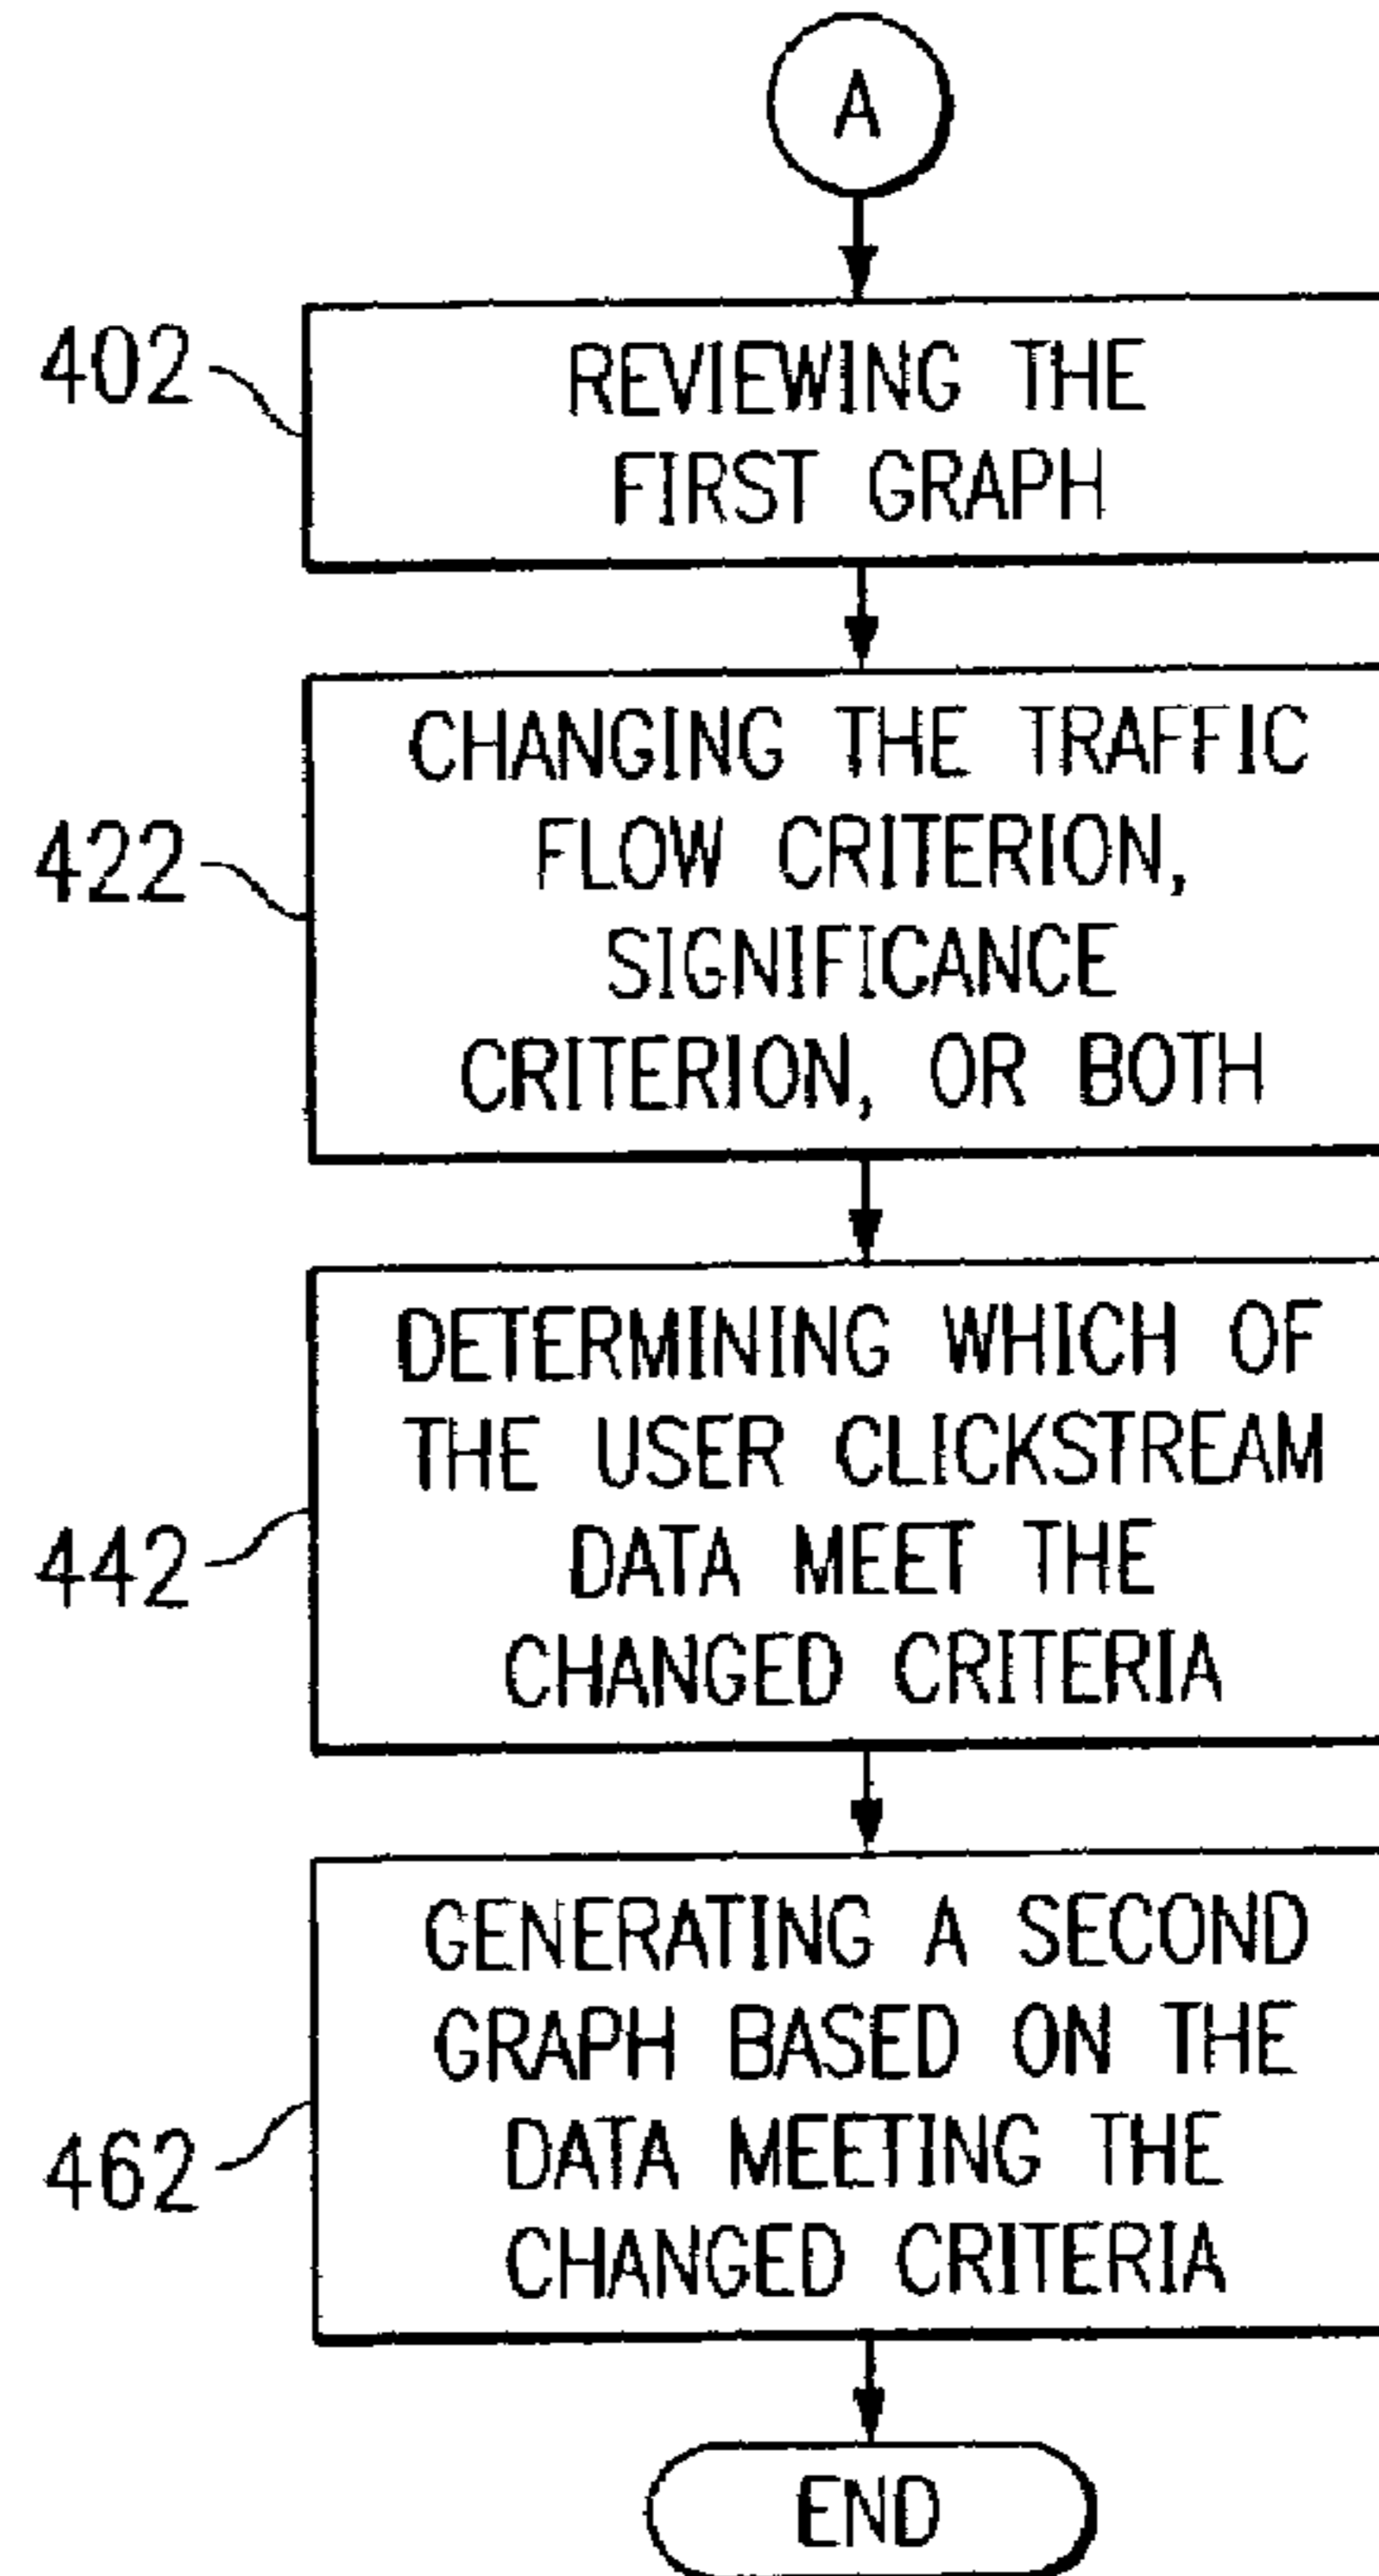 A
402
REVIEWING THE
FIRST GRAPH
422
CHANGING THE TRAFFIC
FLOW CRITERION,
SIGNIFICANCE
CRITERION, OR BOTH
442
DETERMINING WHICH OF
THE USER CLICKSTREAM
DATA MEET THE
CHANGED CRITERIA
462
GENERATING A SECOND
GRAPH BASED ON THE
DATA MEETING THE
CHANGED CRITERIA
END